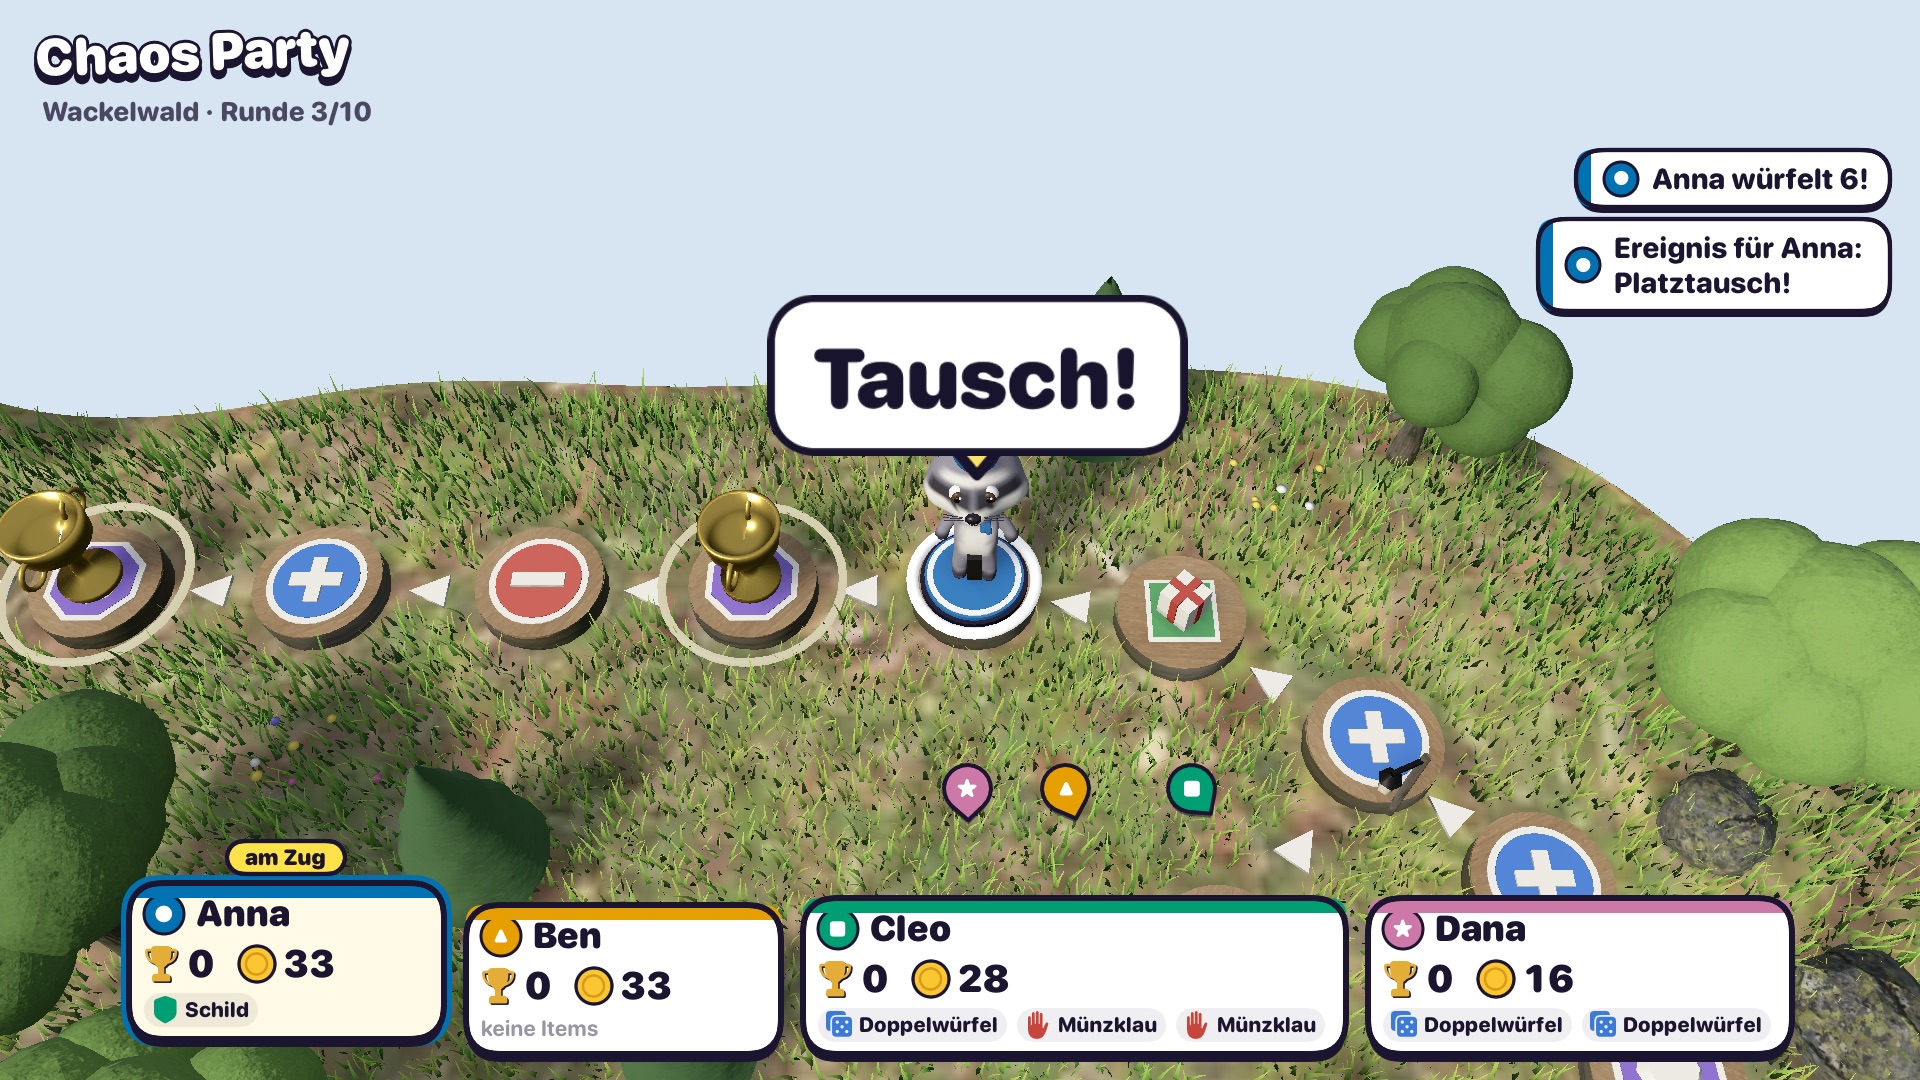 Chaos Party
Wackelwald · Runde 3/10
Anna würfelt 6!
Ereignis für Anna:
Platztausch!
Tausch!
am Zug
Anna
0 33
Schild
Ben
0 33
keine Items
Cleo
0 28
Doppelwürfel Münzklau Münzklau
Dana
0 16
Doppelwürfel Doppelwürfel